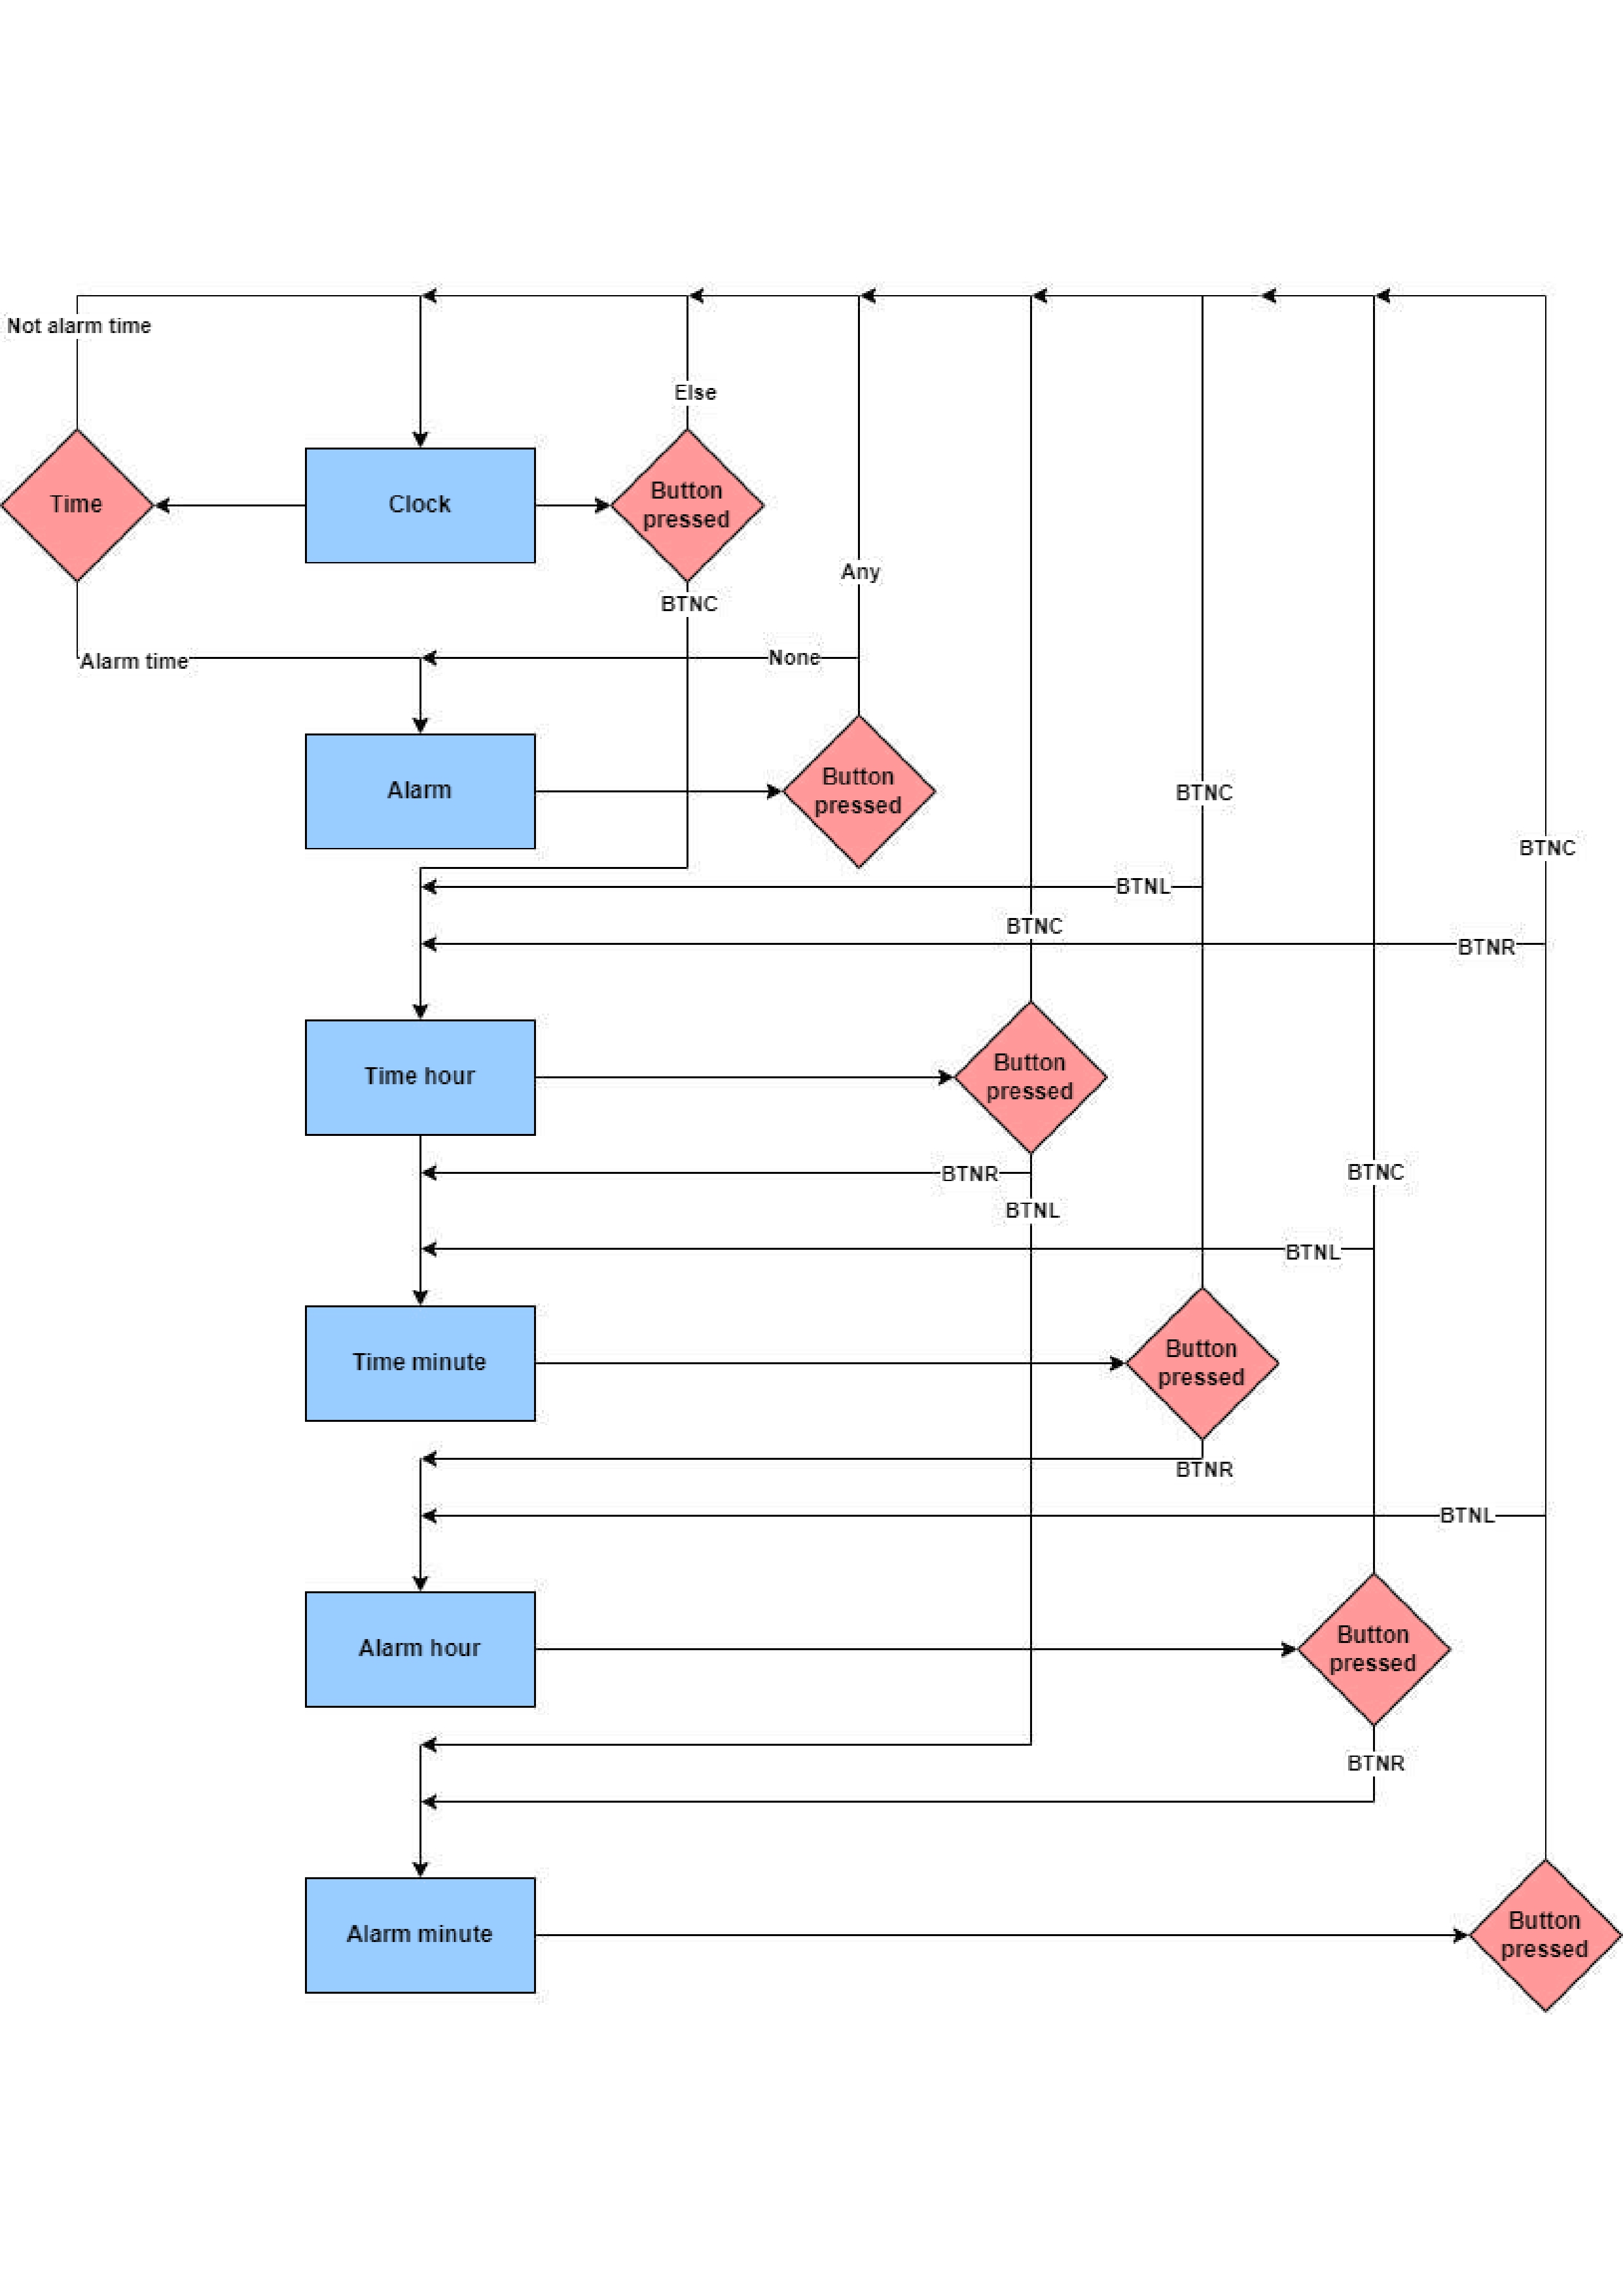 Not alarm time
Else
Time
Clock
Button
pressed
Any
BTNC
Alarm time
None
Alarm
Button
pressed
BTNC
BTNC
BTNL
BTNC
BTNR
Time hour
Button
pressed
BTNR
BTNC
BTNL
BTNL
Time minute
Button
pressed
BTNR
BTNL
Alarm hour
Button
pressed
BTNR
Alarm minute
Button
pressed